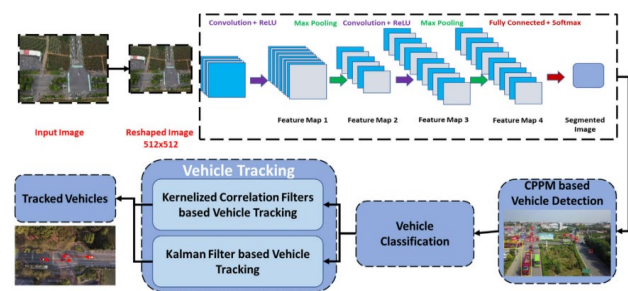 Convolution + ReLU
Max Pooling
Convolution + ReLU
Max Pooling
Fully Connected + Softmax
Input Image
Reshaped Image
512x512
Feature Map 1
Feature Map 2
Feature Map 3
Feature Map 4
Segmented
Image
Vehicle Tracking
Tracked Vehicles
Kernelized Correlation Filters
based Vehicle Tracking
Kalman Filter based Vehicle
Tracking
Vehicle
Classification
CPPM based
Vehicle Detection